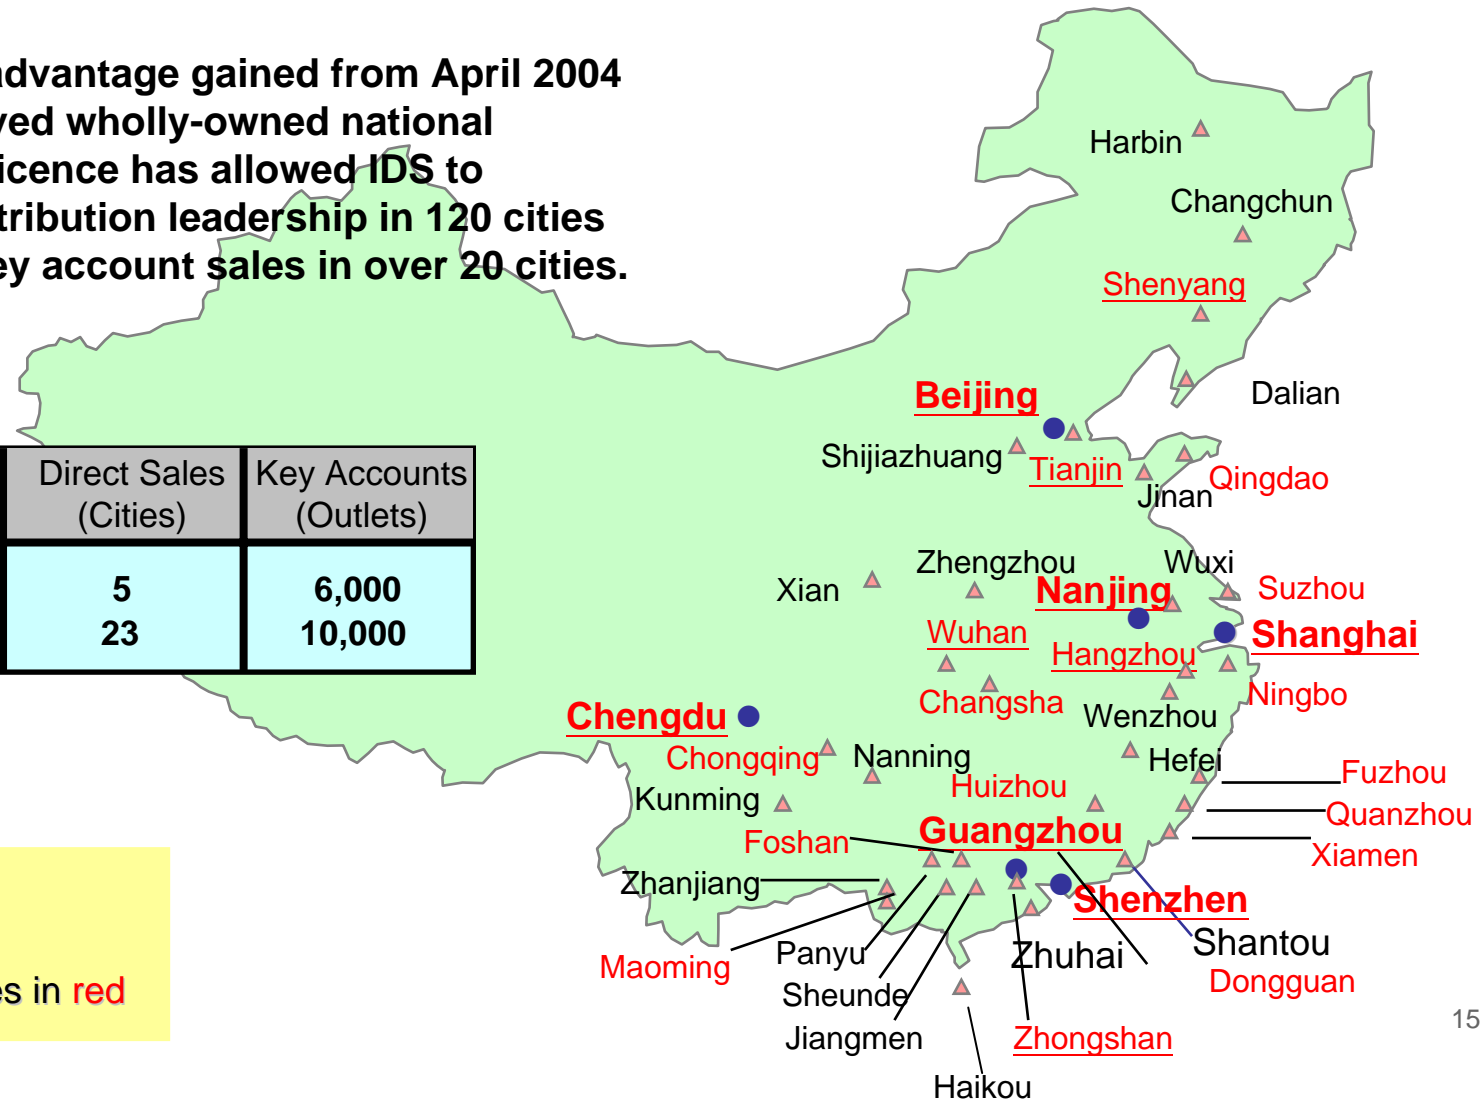 advantage gained from April 2004
wholly-owned national
icence has allowed IDS to
tribution leadership in 120 cities
ey account sales in over 20 cities.
Harbin
Changchun
Shenyang
Dalian
Beijing
Shijiazhuang
Tianjin
Jinan
Qingdao
Direct Sales
(Cities)
Key Accounts
(Outlets)
5
6,000
23
10,000
Xian
Zhengzhou
Wuxi
Nanjing
Suzhou
Wuhan
Hangzhou
Shanghai
Changsha
Wenzhou
Ningbo
Chengdu
Chongqing
Nanning
Hefei
Huizhou
Fuzhou
Kunming
Quanzhou
Foshan
Guangzhou
Xiamen
Zhanjiang
Shenzhen
Maoming
Panyu
Zhuhai
Shantou
Sheunde
Dongguan
Jiangmen
Zhongshan
Haikou
es in red
15